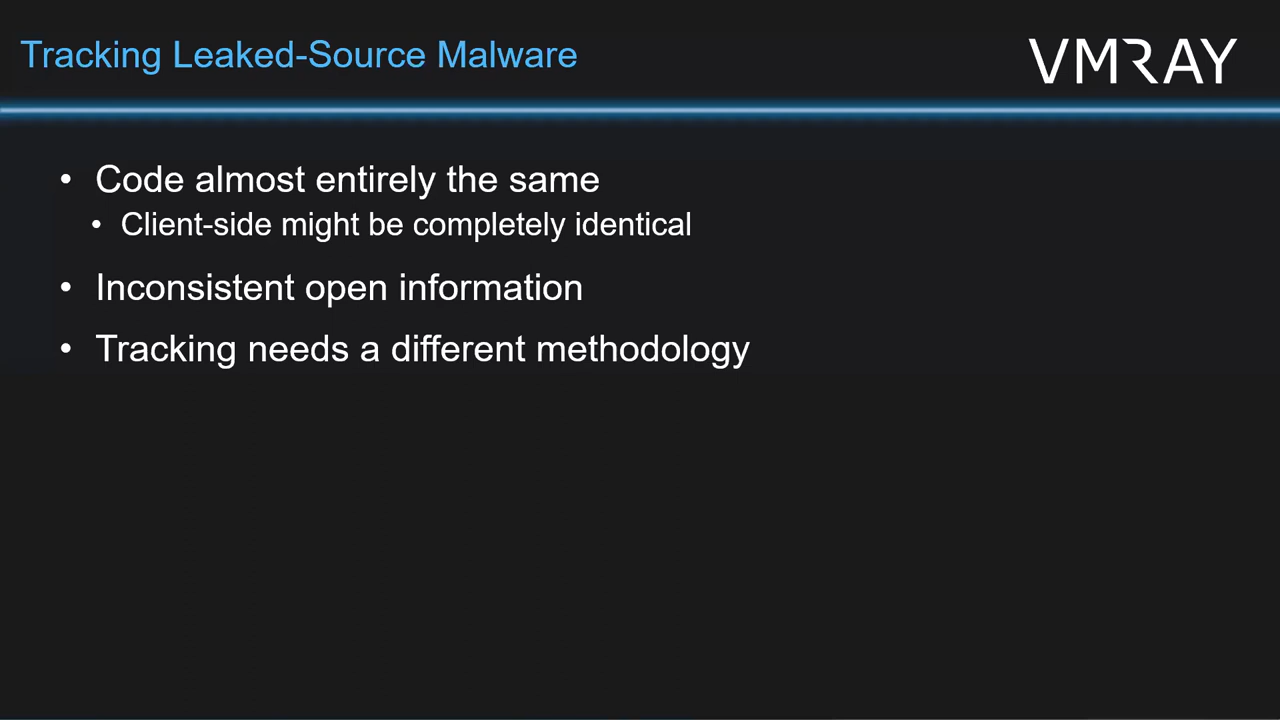 Tracking Leaked-Source Malware
VMRAY
• Code almost entirely the same
• Client-side might be completely identical
• Inconsistent open information
• Tracking needs a different methodology